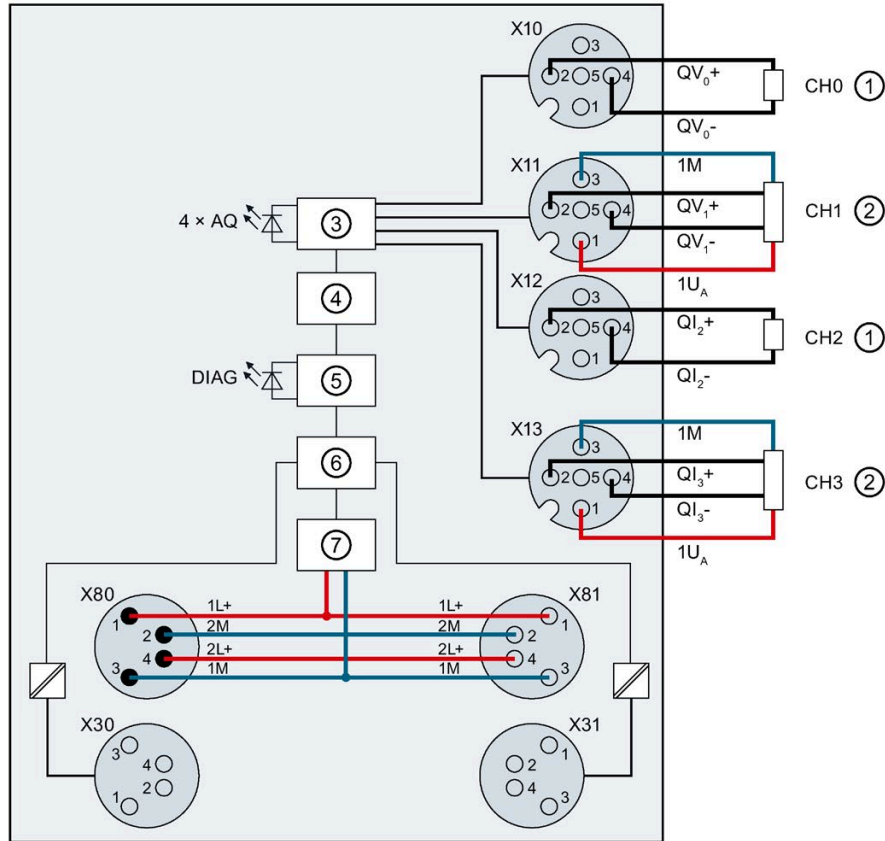 X10
3
2 5 4
1
QV0+
QV0-
CH0 ①
X11
3
2 5 4
1
1M
QV1+
QV1-
1UA
CH1 ②
4 × AQ
③
④
DIAG
⑤
⑥
⑦
X12
3
2 5 4
1
QI2+
QI2-
CH2 ①
X13
3
2 5 4
1
1M
QI3+
QI3-
1UA
CH3 ②
X80
1
2
4
3
1L+
2M
2L+
1M
1L+
2M
2L+
1M
X81
1
2
4
3
X30
3
4
2
1
X31
1
2
4
3